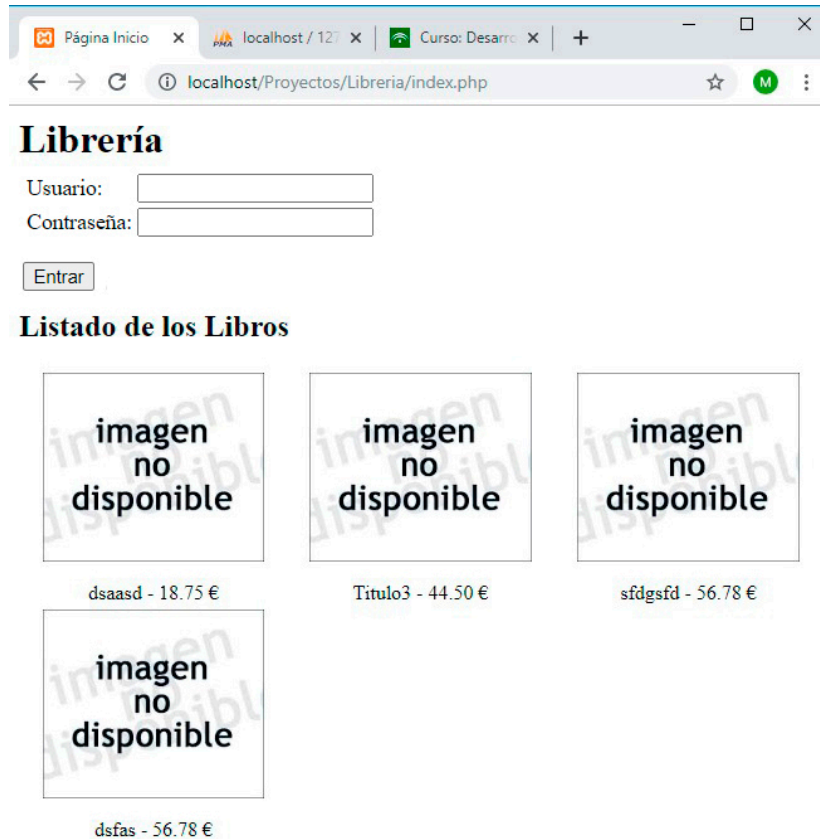 Página Inicio
localhost / 127
Curso: Desarro
localhost/Proyectos/Libreria/index.php
M
Librería
Usuario:
Contraseña:
Entrar
Listado de los Libros
imagen
no
disponible
imagen
no
disponible
imagen
no
disponible
dsaasd - 18.75 €
Titulo3 - 44.50 €
sfdgsfd - 56.78 €
imagen
no
disponible
dsfas - 56.78 €